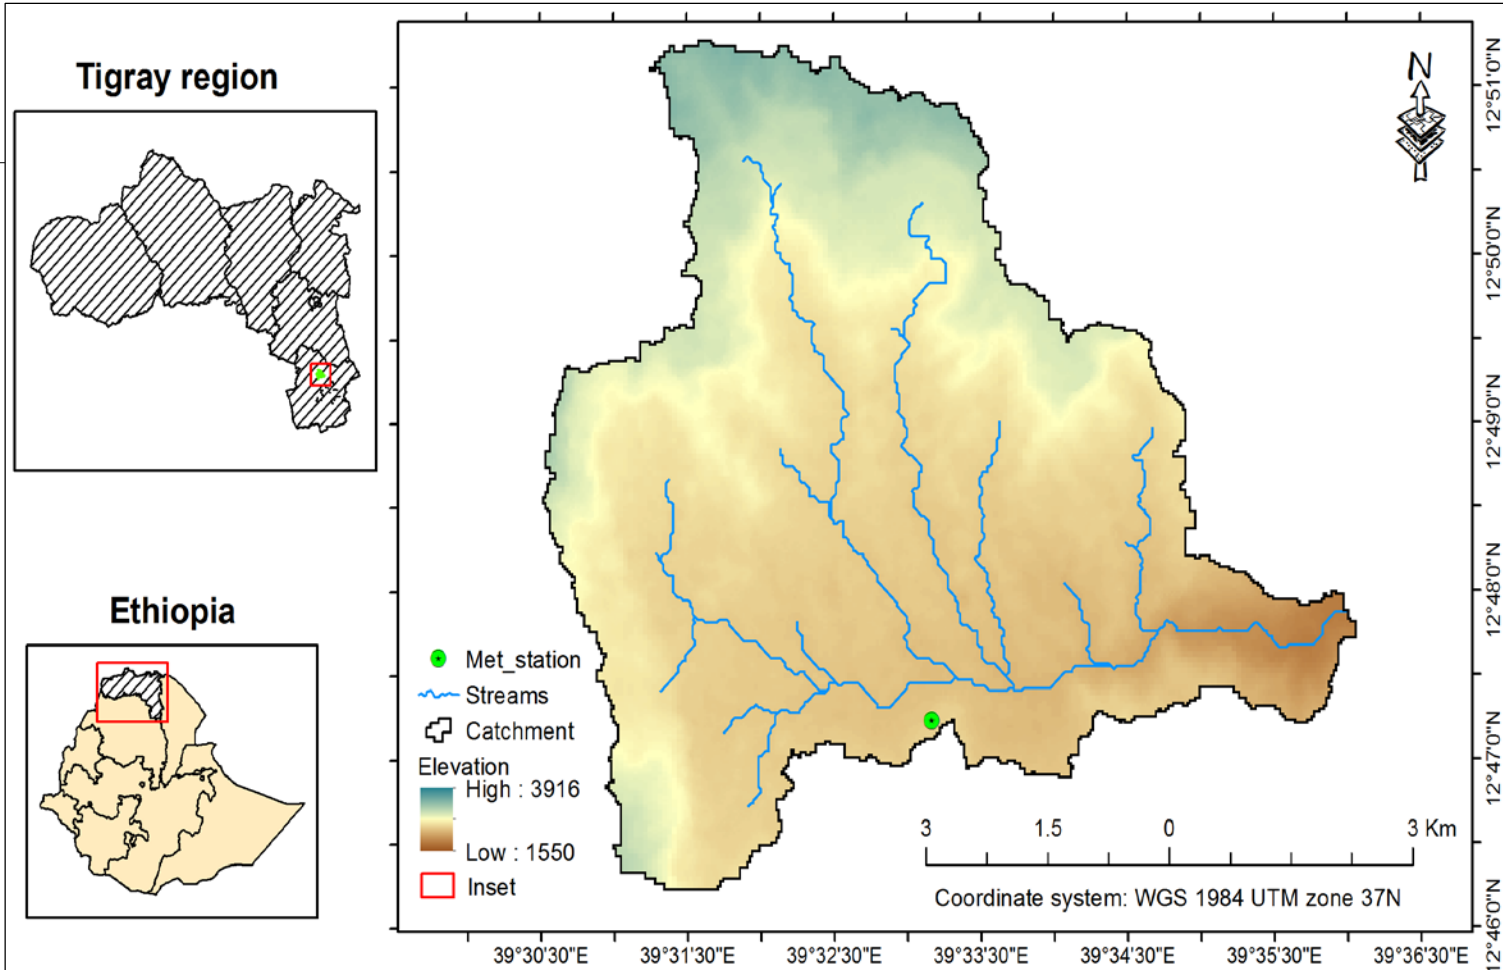 Tigray region
Ethiopia
N
Met_station
Streams
Catchment
Elevation
High : 3916
Low : 1550
Inset
3 1.5 0 3 Km
Coordinate system: WGS 1984 UTM zone 37N
12°51'0"N
12°50'0"N
12°49'0"N
12°48'0"N
12°47'0"N
12°46'0"N
39°30'30"E 39°31'30"E 39°32'30"E 39°33'30"E 39°34'30"E 39°35'30"E 39°36'30"E